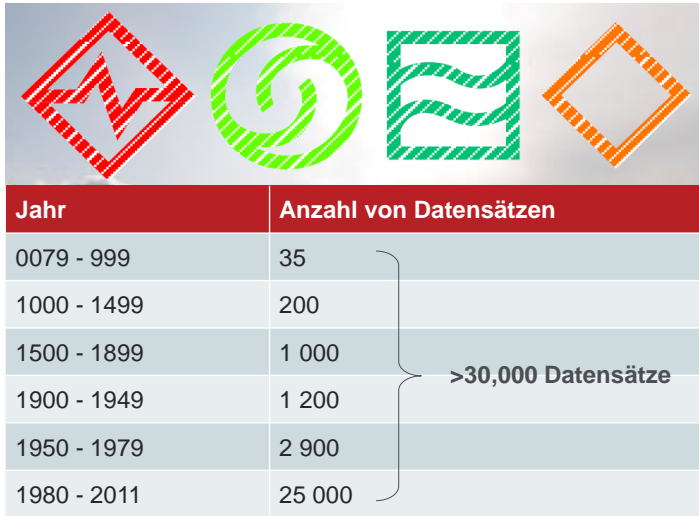 Jahr Anzahl von Datensätzen
0079 - 999 35
1000 - 1499 200
1500 - 1899 1 000
>30,000 Datensätze
1900 - 1949 1 200
1950 - 1979 2 900
1980 - 2011 25 000